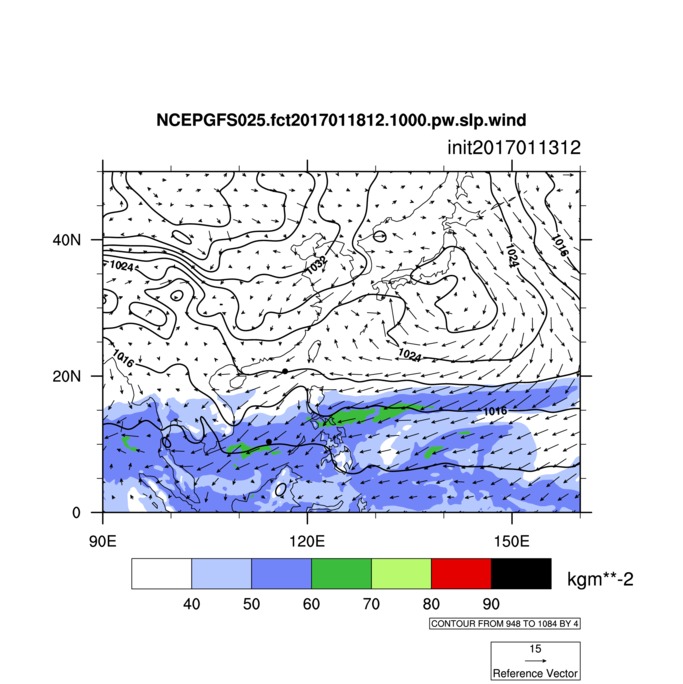 NCEPGFS025.fct2017011812.1000.pw.slp.wind
init2017011312
40N
20N
0
90E 120E 150E
1024
1032
1024
1016
1016
1024
1016
40 50 60 70 80 90
kgm**-2
CONTOUR FROM 948 TO 1084 BY 4
15
Reference Vector